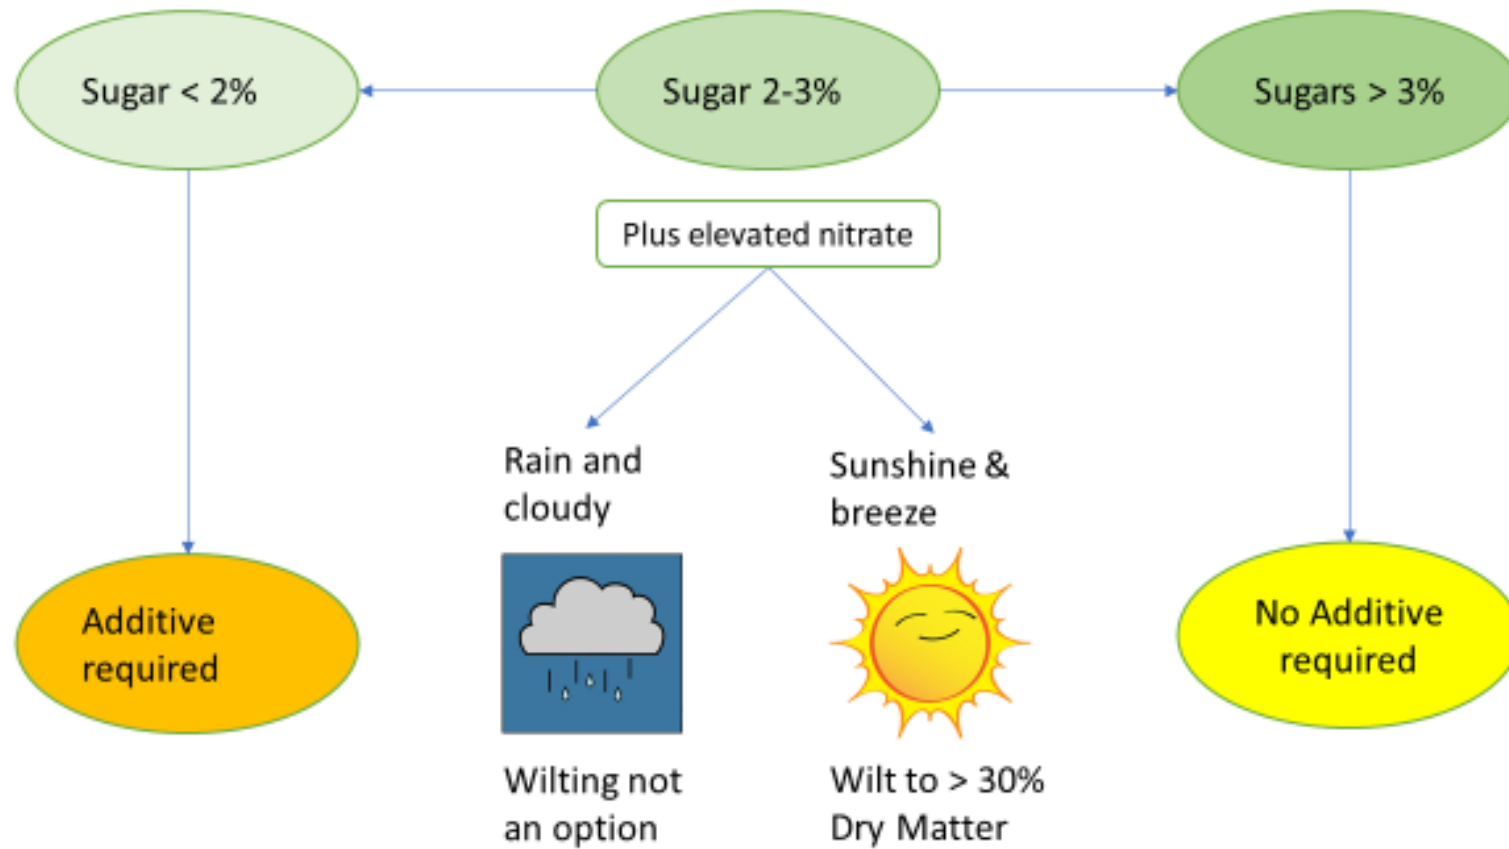 Sugar < 2%
Sugar 2-3%
Sugars > 3%
Plus elevated nitrate
Rain and
cloudy
Sunshine &
breeze
Additive
required
No Additive
required
Wilting not
an option
Wilt to > 30%
Dry Matter